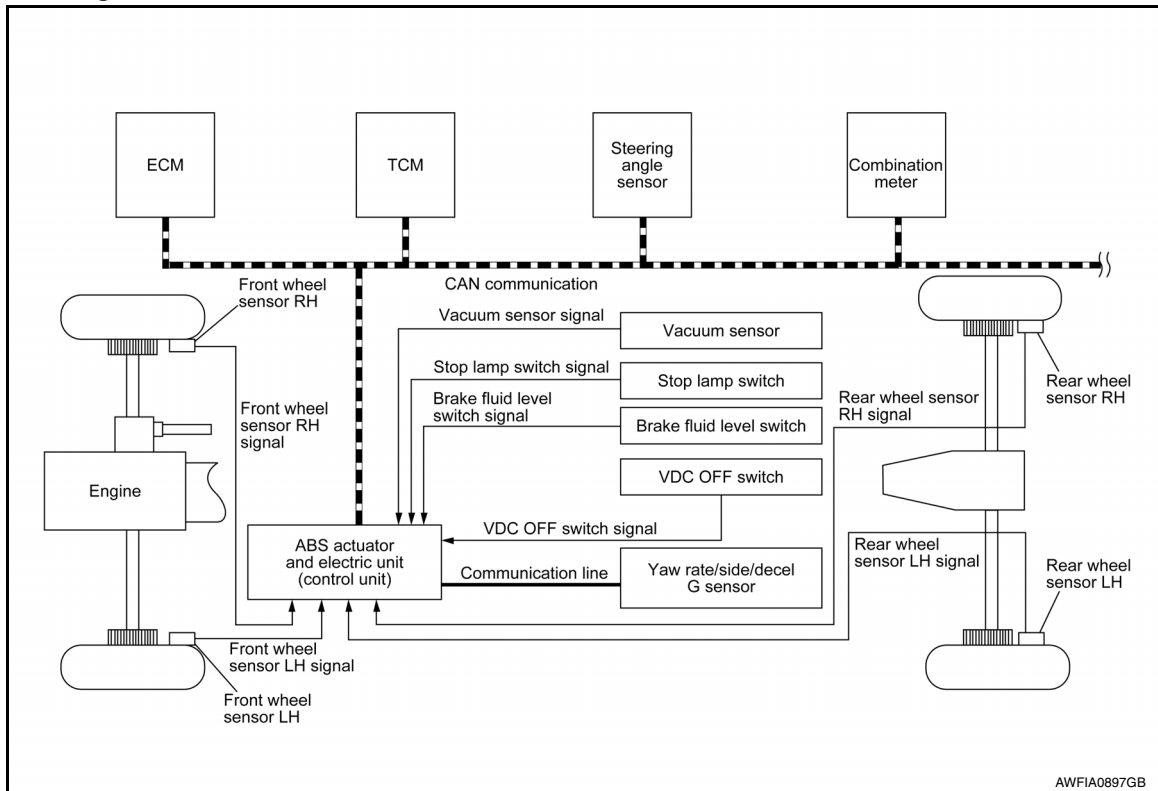 ECM
TCM
Steering
angle
sensor
Combination
meter
CAN communication
Front wheel
sensor RH
Vacuum sensor signal
Vacuum sensor
Stop lamp switch signal
Stop lamp switch
Brake fluid level
switch signal
Brake fluid level switch
Front wheel
sensor RH
signal
Rear wheel sensor
RH signal
Rear wheel
sensor RH
Engine
VDC OFF switch
VDC OFF switch signal
ABS actuator
and electric unit
(control unit)
Communication line
Yaw rate/side/decel
G sensor
Rear wheel
sensor LH signal
Rear wheel
sensor LH
Front wheel
sensor LH signal
Front wheel
sensor LH
AWFIA0897GB